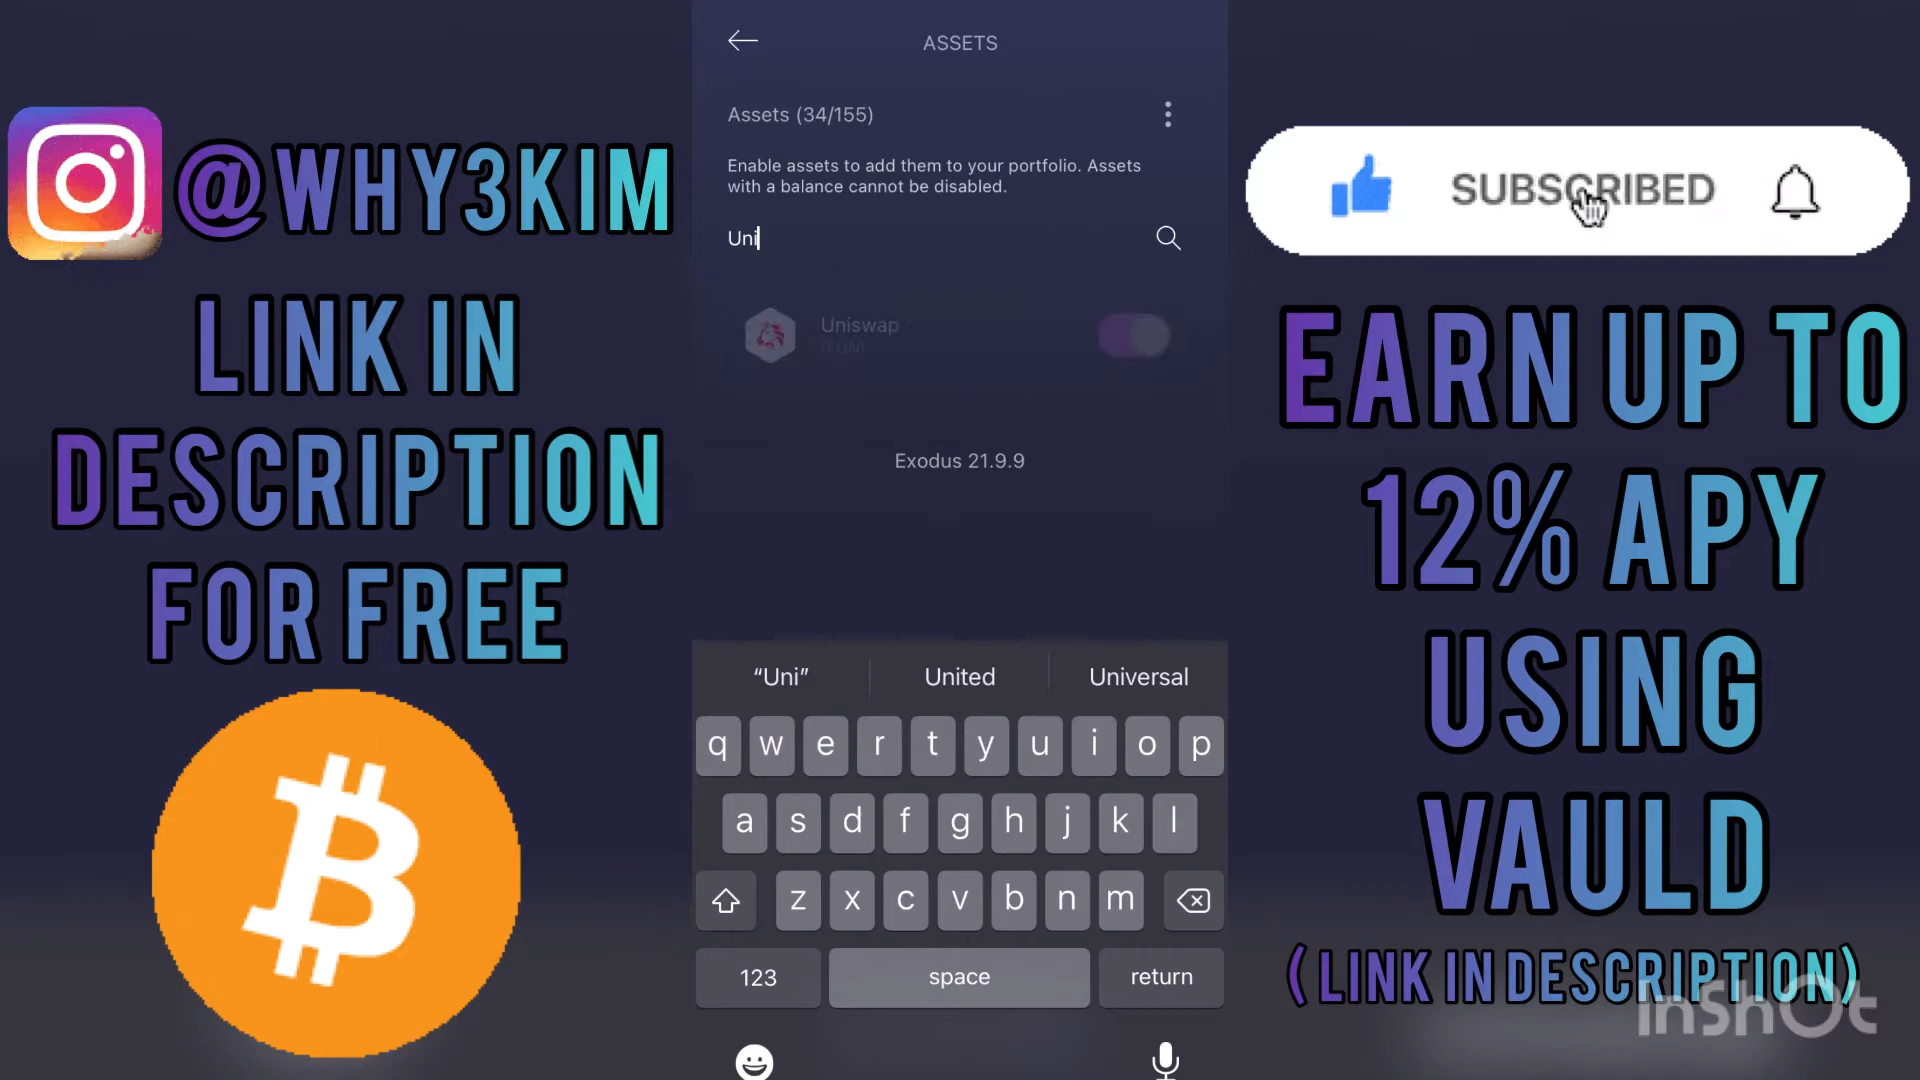 @WHY3KIM
LINK IN
DESCRIPTION
FOR FREE
ASSETS
Assets (34/155)
Enable assets to add them to your portfolio. Assets
with a balance cannot be disabled.
Uni
Uniswap
0 UNI
Exodus 21.9.9
“Uni” United Universal
q w e r t y u i o p
a s d f g h j k l
z x c v b n m
123 space return
SUBSCRIBED
EARN UP TO
12% APY
USING
VAULD
(LINK IN DESCRIPTION)
InShOt